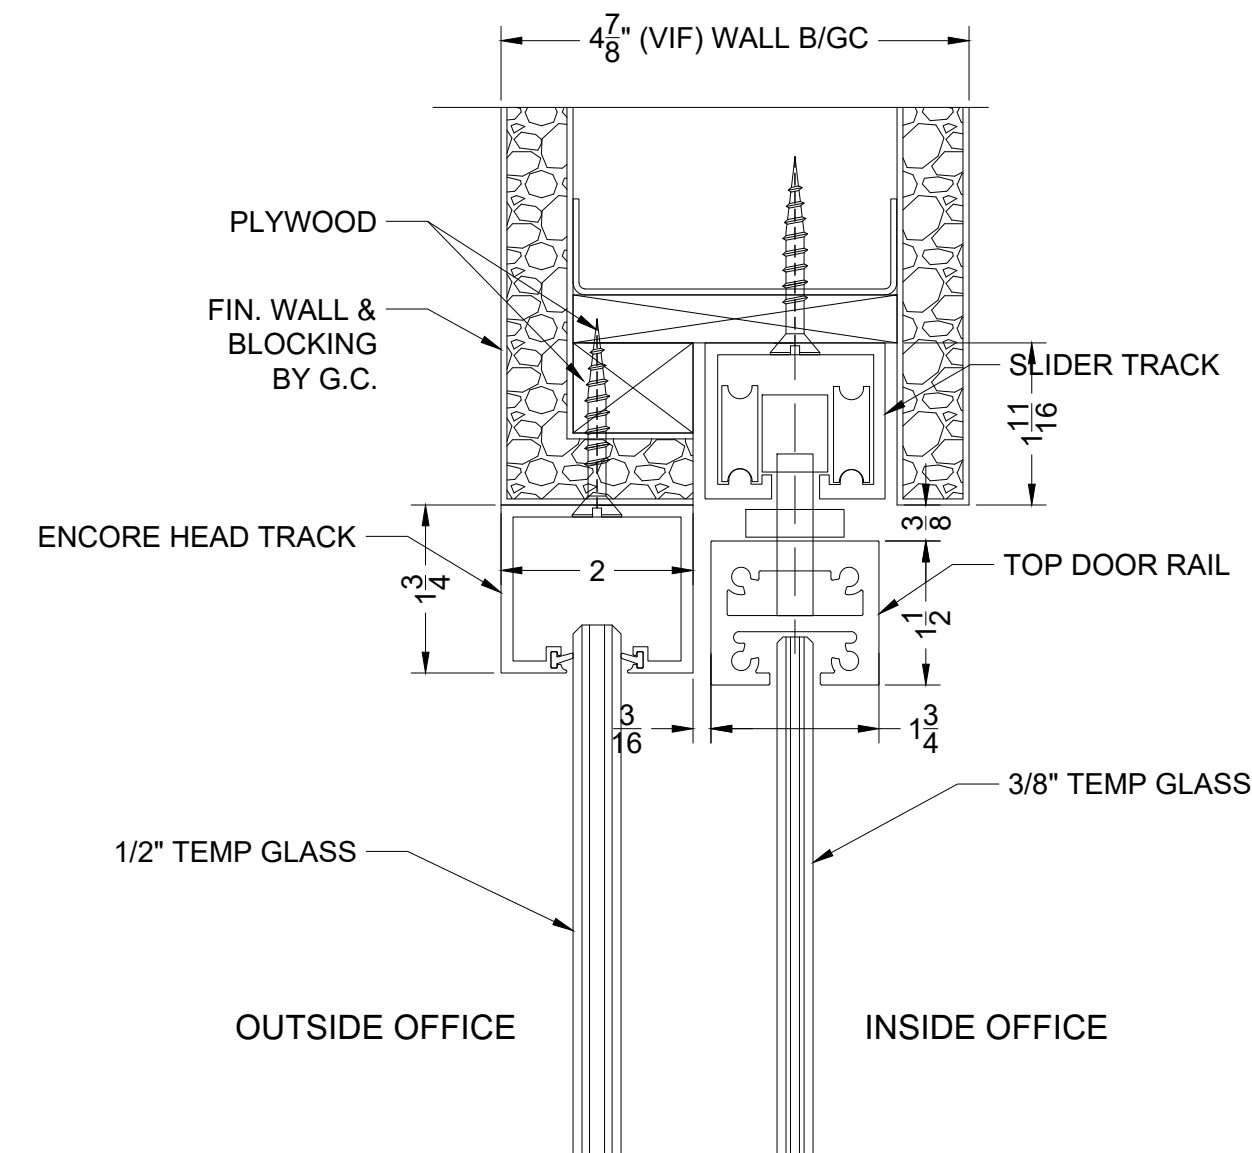 4 7/8" (VIF) WALL B/GC
PLYWOOD
FIN. WALL &
BLOCKING
BY G.C.
SLIDER TRACK
1 11/16
ENCORE HEAD TRACK
1 3/4
2
3/8
TOP DOOR RAIL
1 1/2
3/16
1 3/4
3/8" TEMP GLASS
1/2" TEMP GLASS
OUTSIDE OFFICE
INSIDE OFFICE